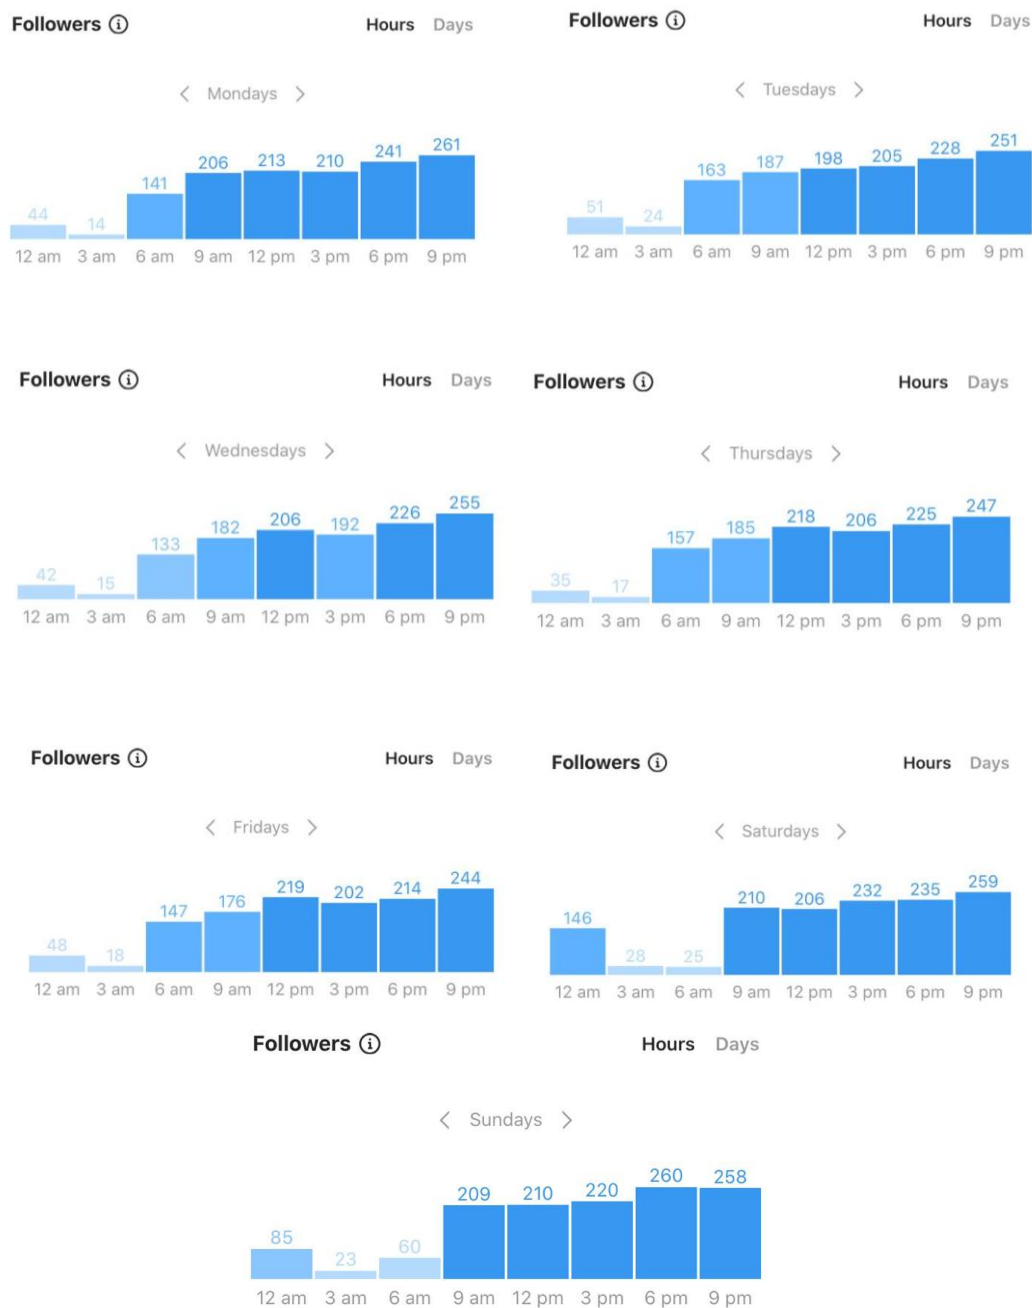 Followers ⓘ Hours Days
< Mondays >
44 14 141 206 213 210 241 261
12 am 3 am 6 am 9 am 12 pm 3 pm 6 pm 9 pm
Followers ⓘ Hours Days
< Tuesdays >
51 24 163 187 198 205 228 251
12 am 3 am 6 am 9 am 12 pm 3 pm 6 pm 9 pm
Followers ⓘ Hours Days
< Wednesdays >
42 15 133 182 206 192 226 255
12 am 3 am 6 am 9 am 12 pm 3 pm 6 pm 9 pm
Followers ⓘ Hours Days
< Thursdays >
35 17 157 185 218 206 225 247
12 am 3 am 6 am 9 am 12 pm 3 pm 6 pm 9 pm
Followers ⓘ Hours Days
< Fridays >
48 18 147 176 219 202 214 244
12 am 3 am 6 am 9 am 12 pm 3 pm 6 pm 9 pm
Followers ⓘ Hours Days
< Saturdays >
146 28 25 210 206 232 235 259
12 am 3 am 6 am 9 am 12 pm 3 pm 6 pm 9 pm
Followers ⓘ Hours Days
< Sundays >
85 23 60 209 210 220 260 258
12 am 3 am 6 am 9 am 12 pm 3 pm 6 pm 9 pm